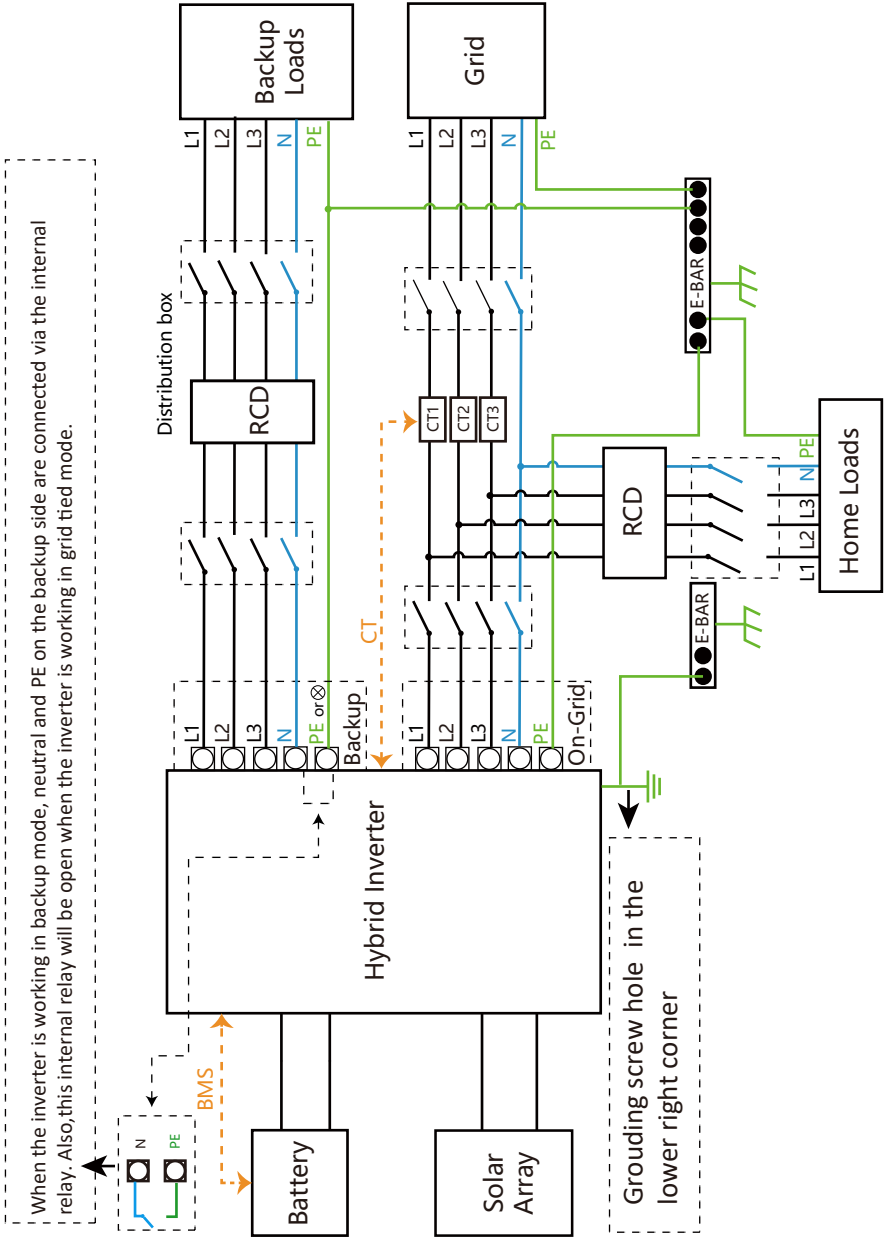 When the inverter is working in backup mode, neutral and PE on the backup side are connected via the internal
relay. Also,this internal relay will be open when the inverter is working in grid tied mode.
N
PE
Distribution box
Backup
Loads
L1
L2
L3
N
PE
RCD
L1
L2
L3
N
PE or
Backup
Grid
L1
L2
L3
N
PE
CT1
CT2
CT3
CT
L1
L2
L3
N
PE
On-Grid
Hybrid Inverter
BMS
Battery
Solar
Array
E-BAR
RCD
L1
L2
L3
N
PE
Home Loads
E-BAR
Grouding screw hole in the
lower right corner